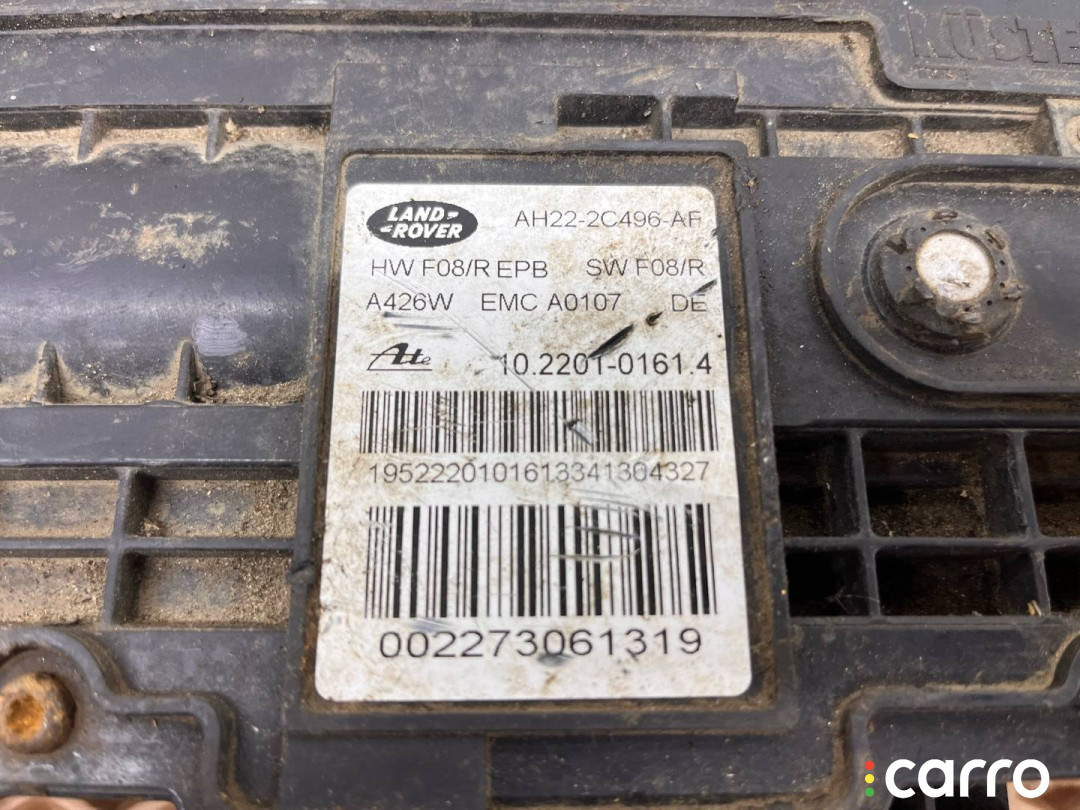 KÜSTE
LAND-
-ROVER
AH22-2C496-AF
HW F08/R EPB SW F08/R
A426W EMC A0107 DE
Ate 10.2201-0161.4
1952220101613341304327
002273061319
carro